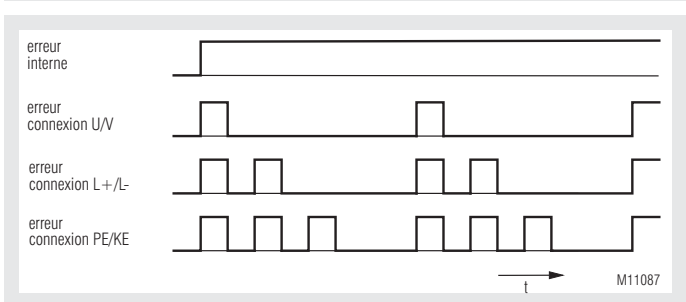 erreur
interne
erreur
connexion U/V
erreur
connexion L+/L-
erreur
connexion PE/KE
t
M11087